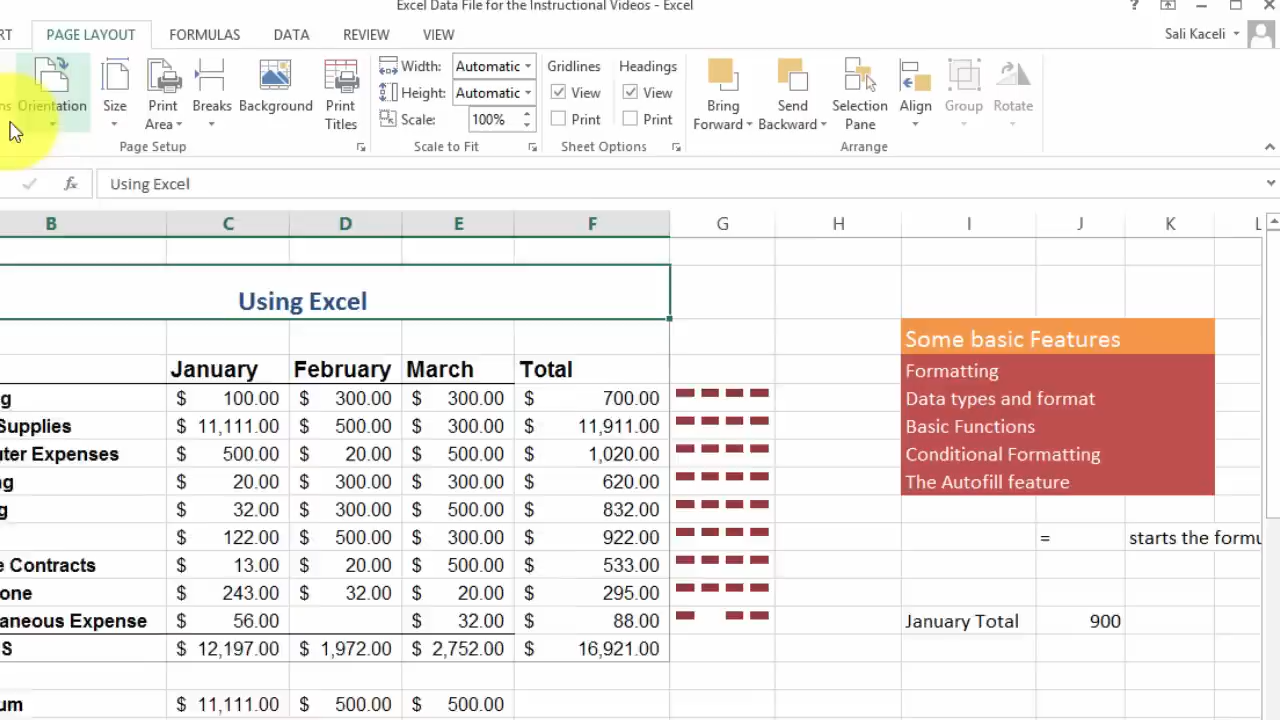 Excel Data File for the Instructional Videos - Excel ?
RT PAGE LAYOUT FORMULAS DATA REVIEW VIEW Sali Kaceli
Width: Automatic Gridlines Headings
Height: Automatic View View
ns Orientation Size Print Area Breaks Background Print Titles Bring Forward Send Backward Selection Pane Align Group Rotate
Scale: 100% Print Print
Page Setup Scale to Fit Sheet Options Arrange
fx Using Excel
B C D E F G H I J K L
Using Excel
Some basic Features
January February March Total Formatting
g $ 100.00 $ 300.00 $ 300.00 $ 700.00
Supplies $ 11,111.00 $ 500.00 $ 300.00 $ 11,911.00 Data types and format
uter Expenses $ 500.00 $ 20.00 $ 500.00 $ 1,020.00 Conditional Formatting
Basic Functions
ng $ 20.00 $ 300.00 $ 300.00 $ 620.00 The Autofill feature
g $ 32.00 $ 300.00 $ 500.00 $ 832.00
$ 122.00 $ 500.00 $ 300.00 $ 922.00 = starts the formu
e Contracts $ 13.00 $ 20.00 $ 500.00 $ 533.00
one $ 243.00 $ 32.00 $ 20.00 $ 295.00
aneous Expense $ 56.00 $ 32.00 $ 88.00 January Total 900
S $ 12,197.00 $ 1,972.00 $ 2,752.00 $ 16,921.00
um $ 11,111.00 $ 500.00 $ 500.00